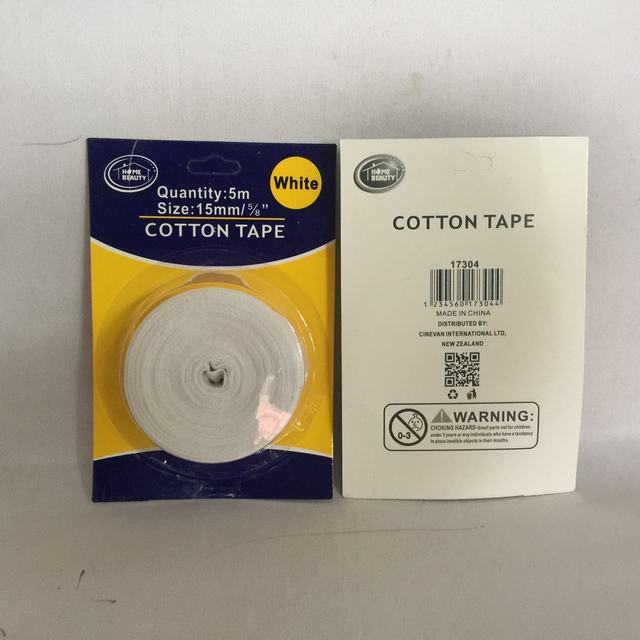 HOME
BEAUTY
White
Quantity:5m
Size:15mm/ 5/8"
COTTON TAPE
HOME
BEAUTY
COTTON TAPE
17304
1 234560 173044
MADE IN CHINA
DISTRIBUTED BY:
CINEVAN INTERNATIONAL LTD,
NEW ZEALAND
0-3
WARNING:
CHOKING HAZARD-Small parts not for children
under 3 years or any individuals who have a tendency
to place inedible objects in their mouths.